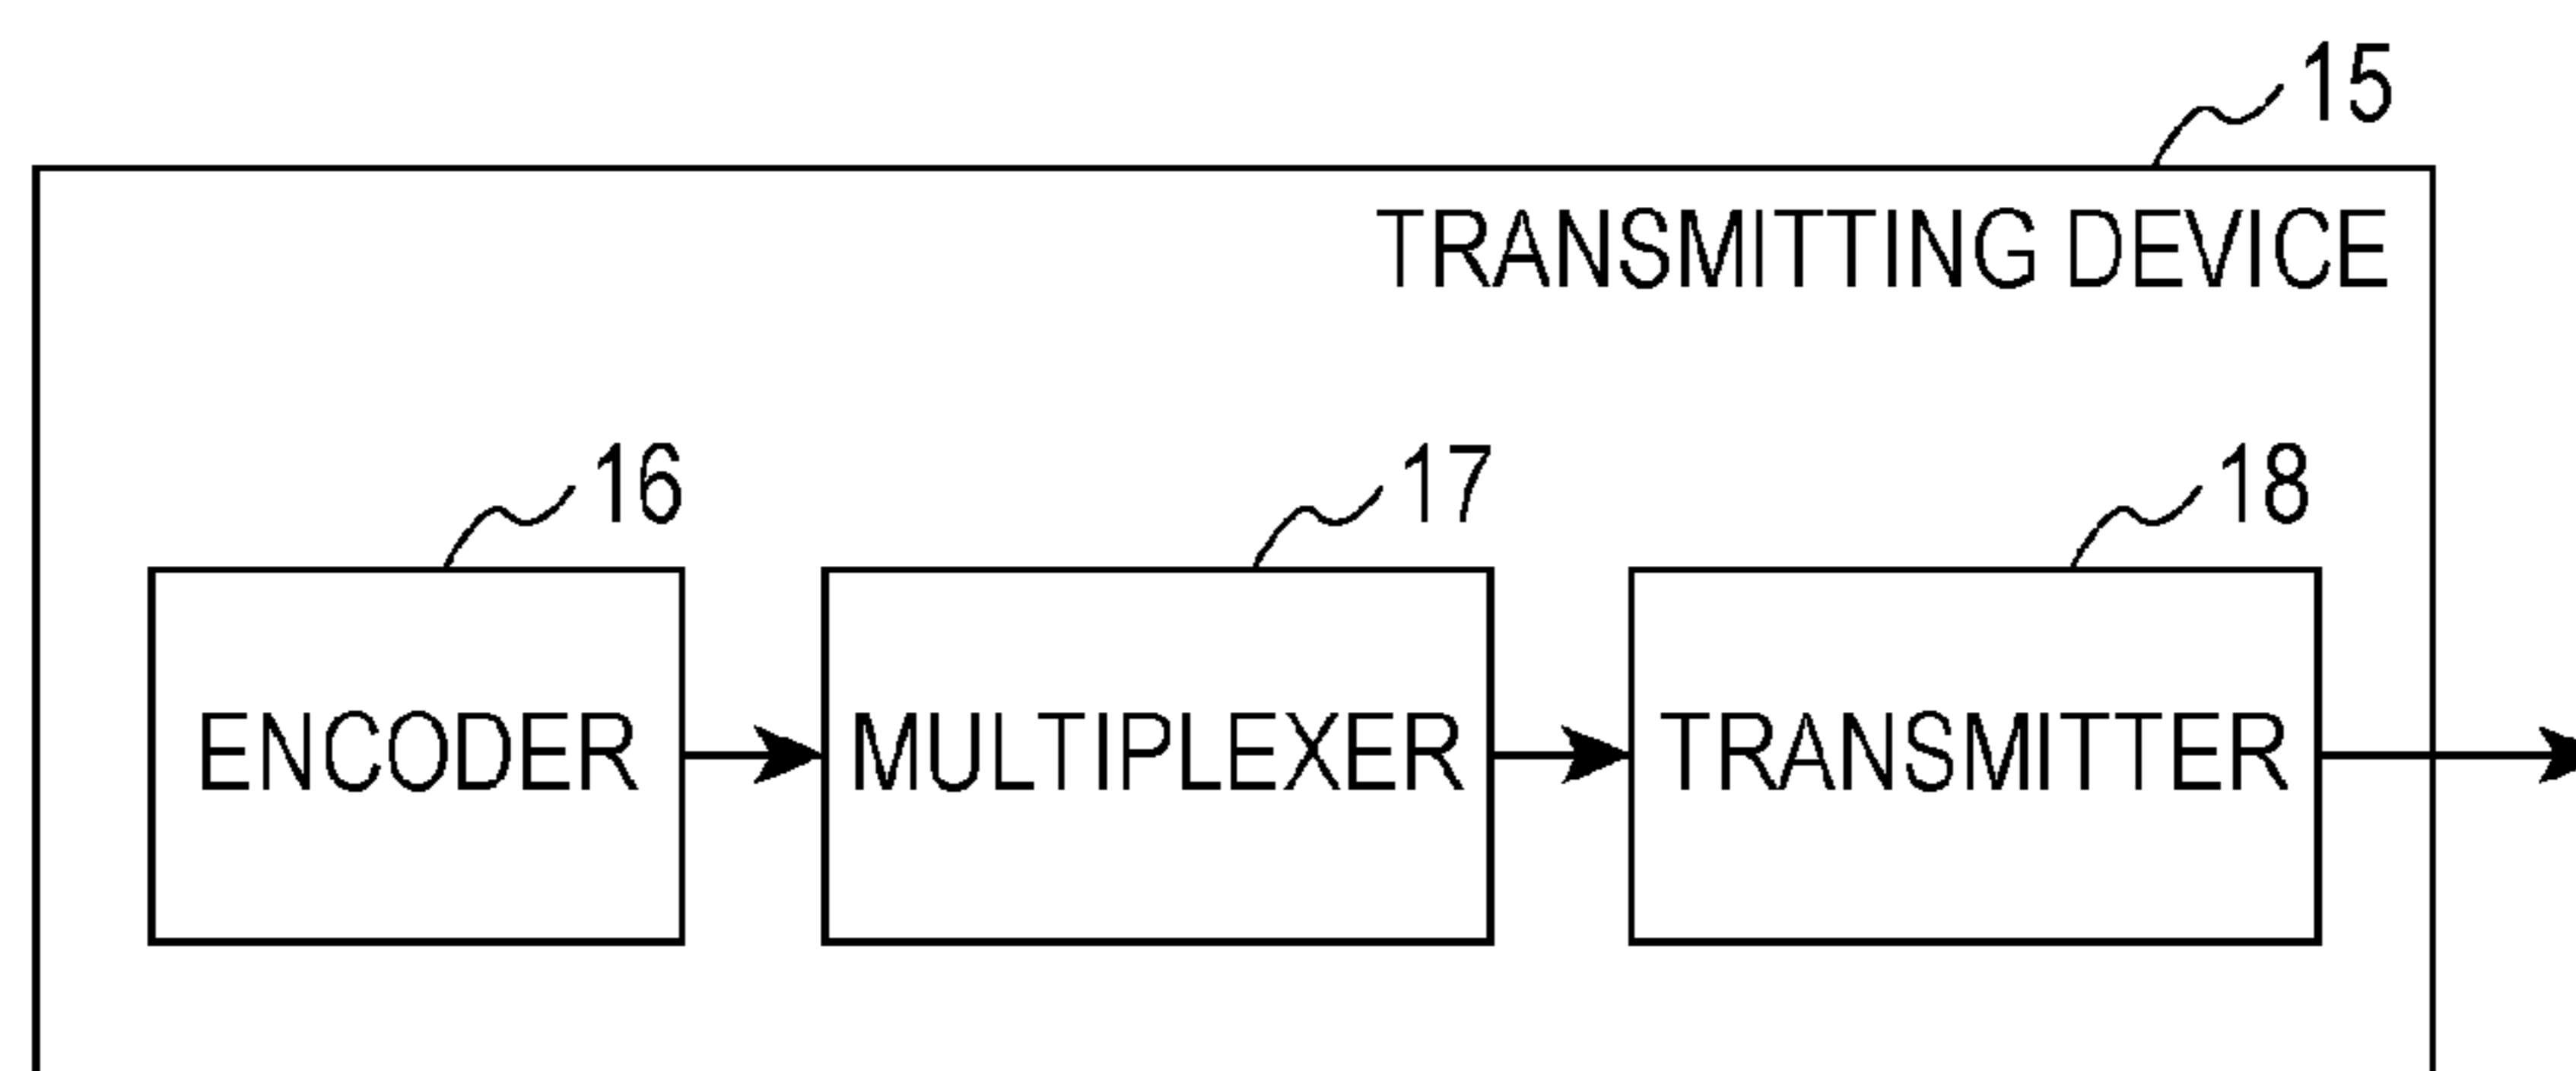 15
TRANSMITTING DEVICE
16 17 18
ENCODER MULTIPLEXER TRANSMITTER